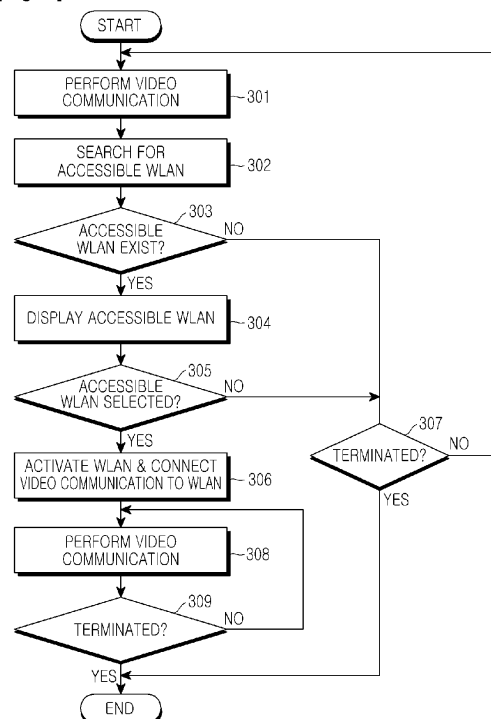 START
PERFORM VIDEO
COMMUNICATION
301
SEARCH FOR
ACCESSIBLE WLAN
302
303
ACCESSIBLE
WLAN EXIST?
NO
YES
DISPLAY ACCESSIBLE WLAN
304
305
ACCESSIBLE
WLAN SELECTED?
NO
YES
307
TERMINATED?
NO
YES
ACTIVATE WLAN & CONNECT
VIDEO COMMUNICATION TO WLAN
306
PERFORM VIDEO
COMMUNICATION
308
309
TERMINATED?
NO
YES
END